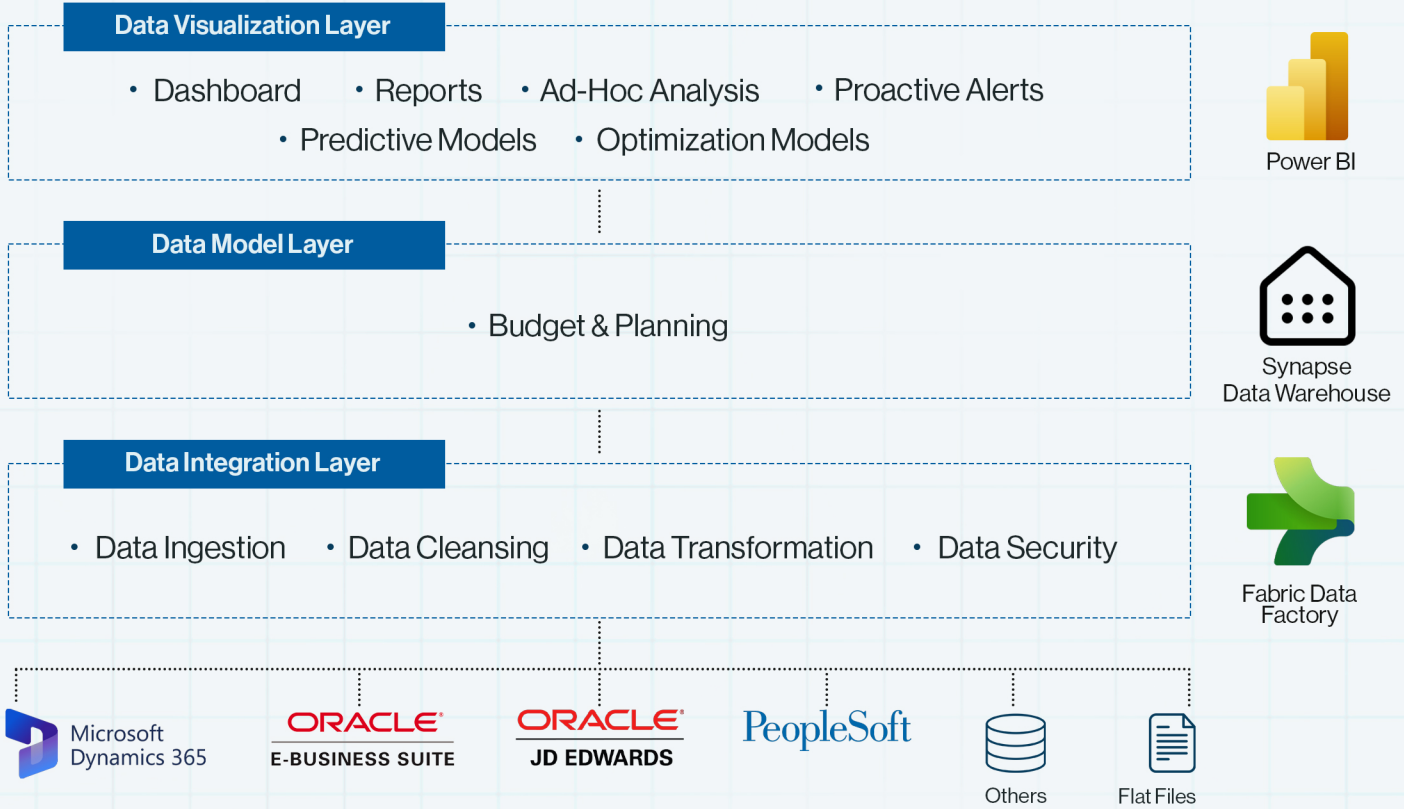 Data Visualization Layer
• Dashboard • Reports • Ad-Hoc Analysis • Proactive Alerts
• Predictive Models • Optimization Models
Power BI
Data Model Layer
• Budget & Planning
Synapse
Data Warehouse
Data Integration Layer
• Data Ingestion • Data Cleansing • Data Transformation • Data Security
Fabric Data
Factory
Microsoft
Dynamics 365
ORACLE®
E-BUSINESS SUITE
ORACLE®
JD EDWARDS
PeopleSoft
Others
Flat Files